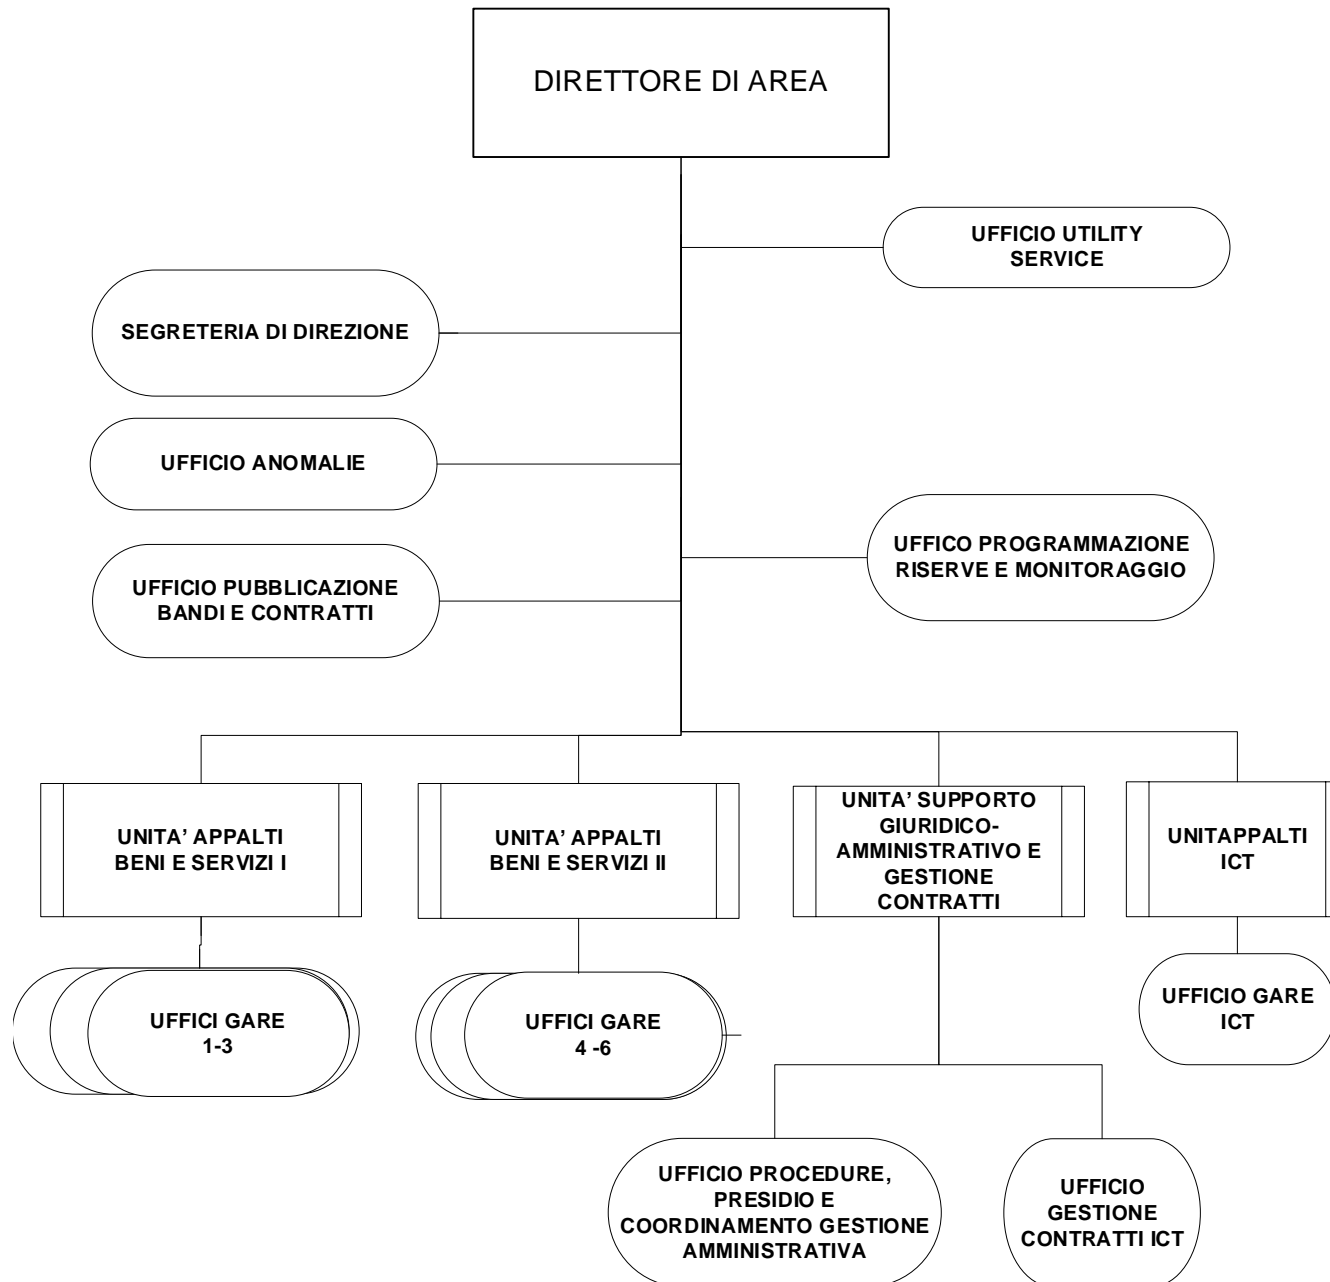 DIRETTORE DI AREA
UFFICIO UTILITY
SERVICE
SEGRETERIA DI DIREZIONE
UFFICIO ANOMALIE
UFFICO PROGRAMMAZIONE
RISERVE E MONITORAGGIO
UFFICIO PUBBLICAZIONE
BANDI E CONTRATTI
UNITA' APPALTI
BENI E SERVIZI I
UNITA' APPALTI
BENI E SERVIZI II
UNITA' SUPPORTO
GIURIDICO-
AMMINISTRATIVO E
GESTIONE
CONTRATTI
UNITAPPALTI
ICT
UFFICI GARE
1-3
UFFICI GARE
4 -6
UFFICIO GARE
ICT
UFFICIO PROCEDURE,
PRESIDIO E
COORDINAMENTO GESTIONE
AMMINISTRATIVA
UFFICIO
GESTIONE
CONTRATTI ICT